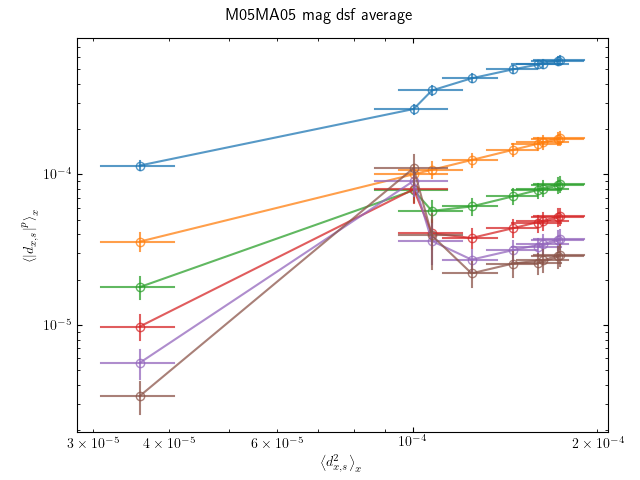 M05MA05 mag dsf average
⟨|d_{x,s}|^p⟩_x
10^{-4}
10^{-5}
3 × 10^{-5}
4 × 10^{-5}
6 × 10^{-5}
10^{-4}
2 × 10^{-4}
⟨d^2_{x,s}⟩_x